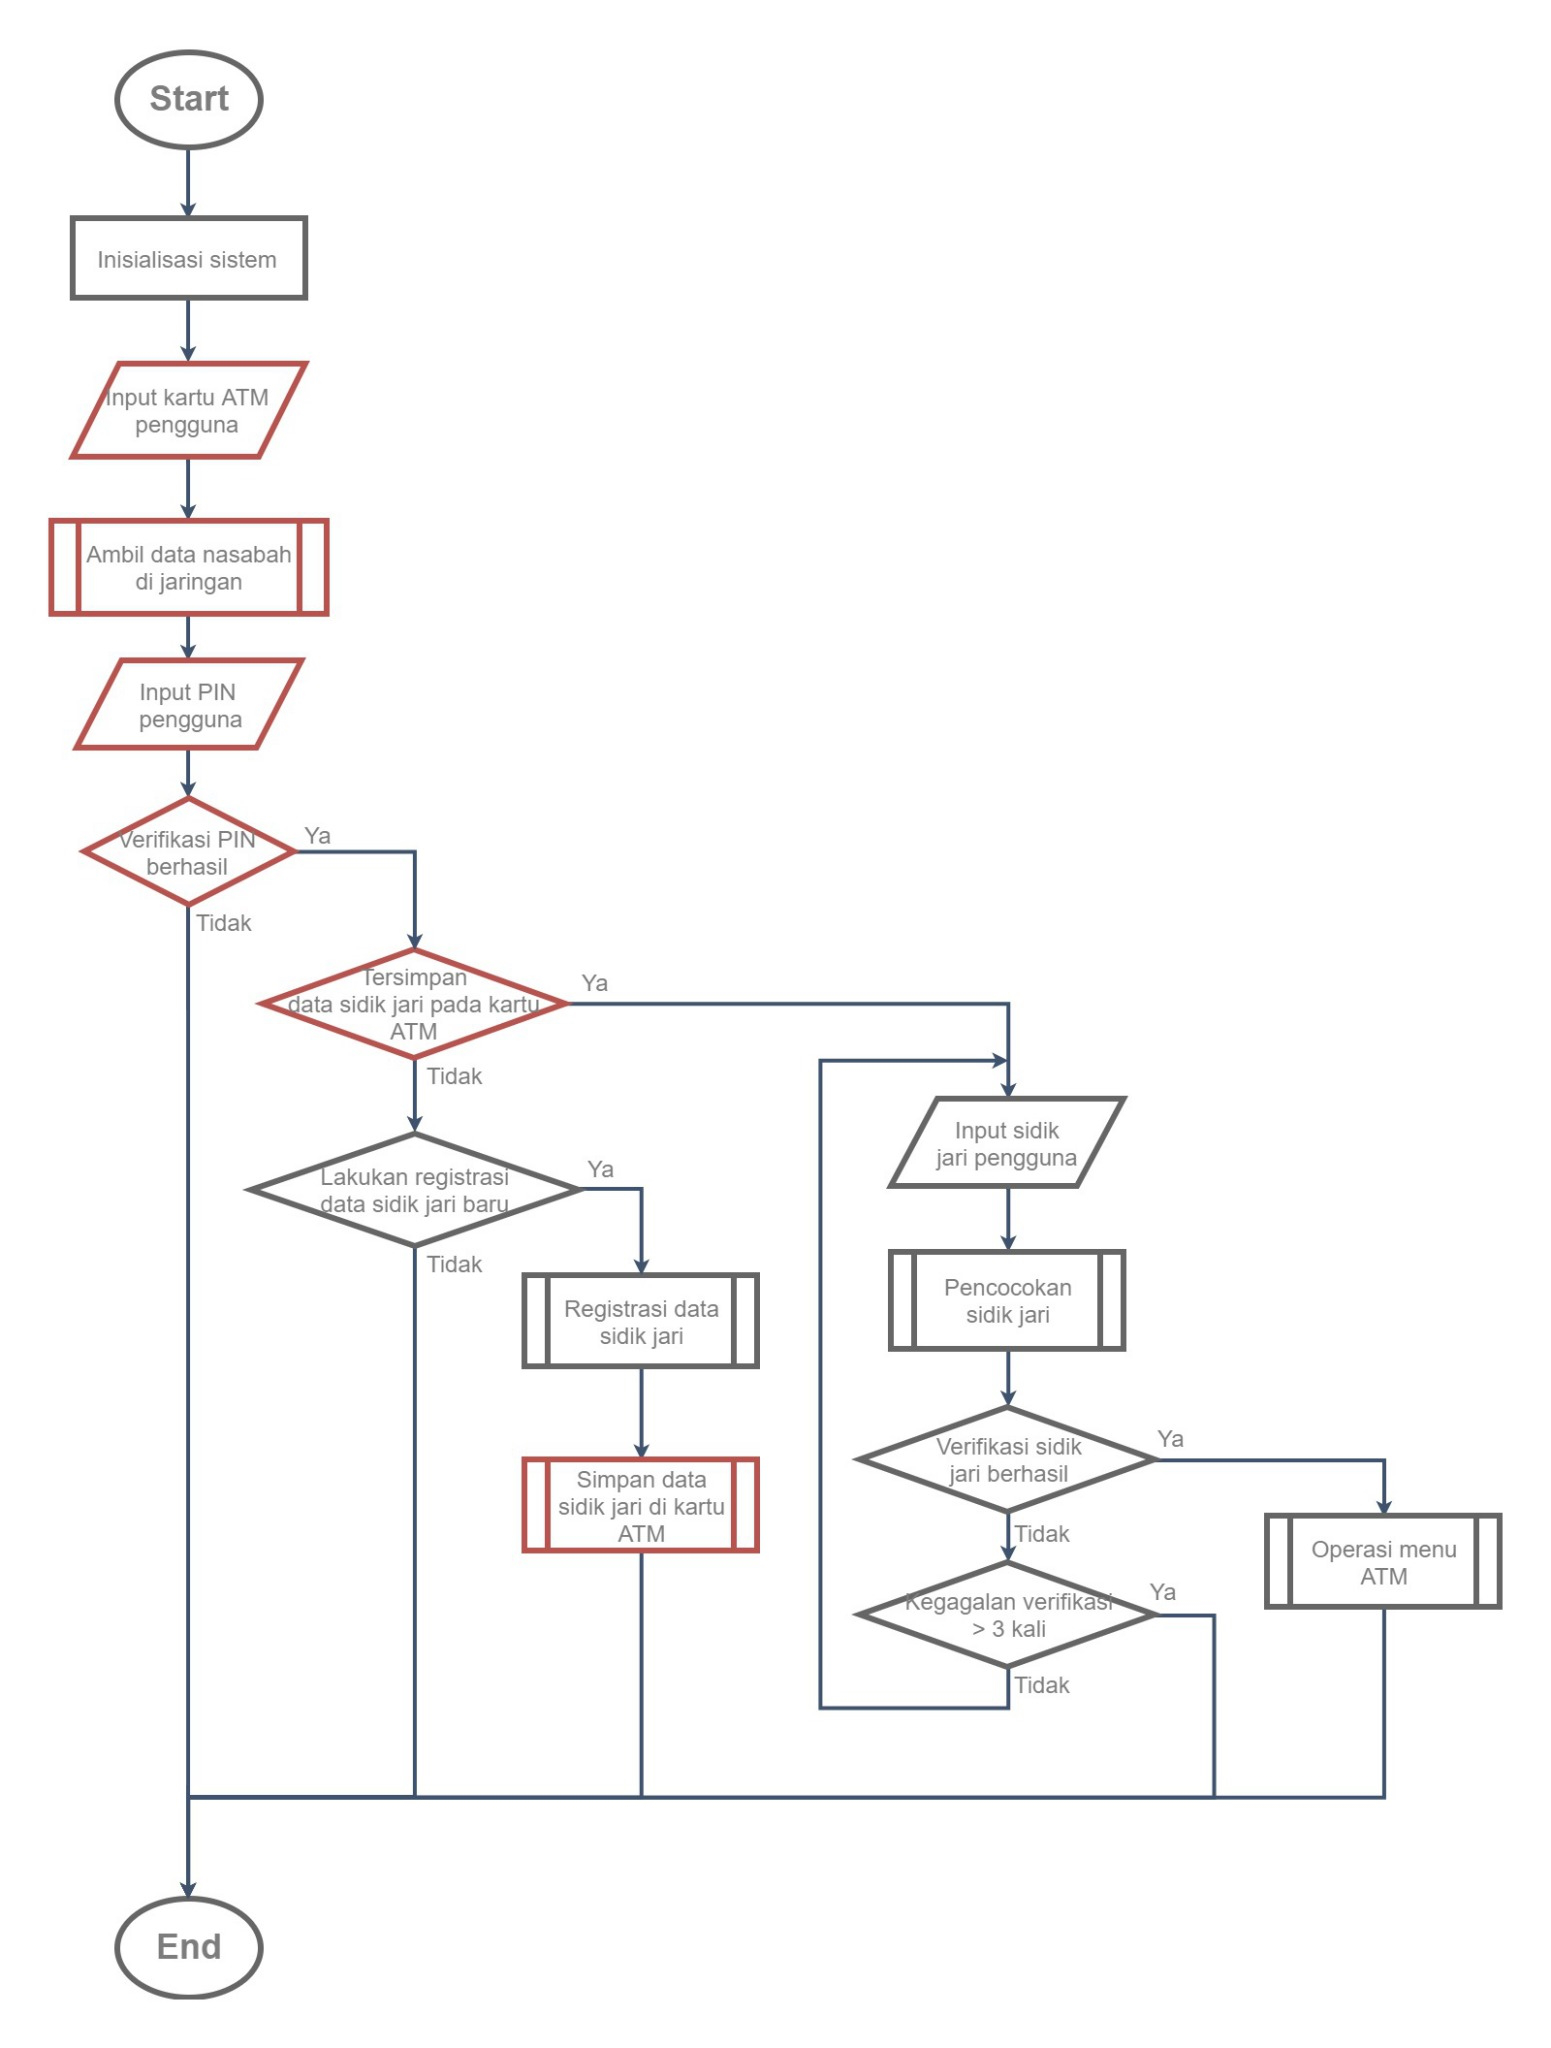 Start
Inisialisasi sistem
Input kartu ATM
pengguna
Ambil data nasabah
di jaringan
Input PIN
pengguna
Verifikasi PIN
berhasil
Ya
Tidak
Tersimpan
data sidik jari pada kartu
ATM
Ya
Tidak
Lakukan registrasi
data sidik jari baru
Ya
Tidak
Registrasi data
sidik jari
Simpan data
sidik jari di kartu
ATM
Input sidik
jari pengguna
Pencocokan
sidik jari
Verifikasi sidik
jari berhasil
Ya
Tidak
Operasi menu
ATM
Kegagalan verifikasi
> 3 kali
Ya
Tidak
End